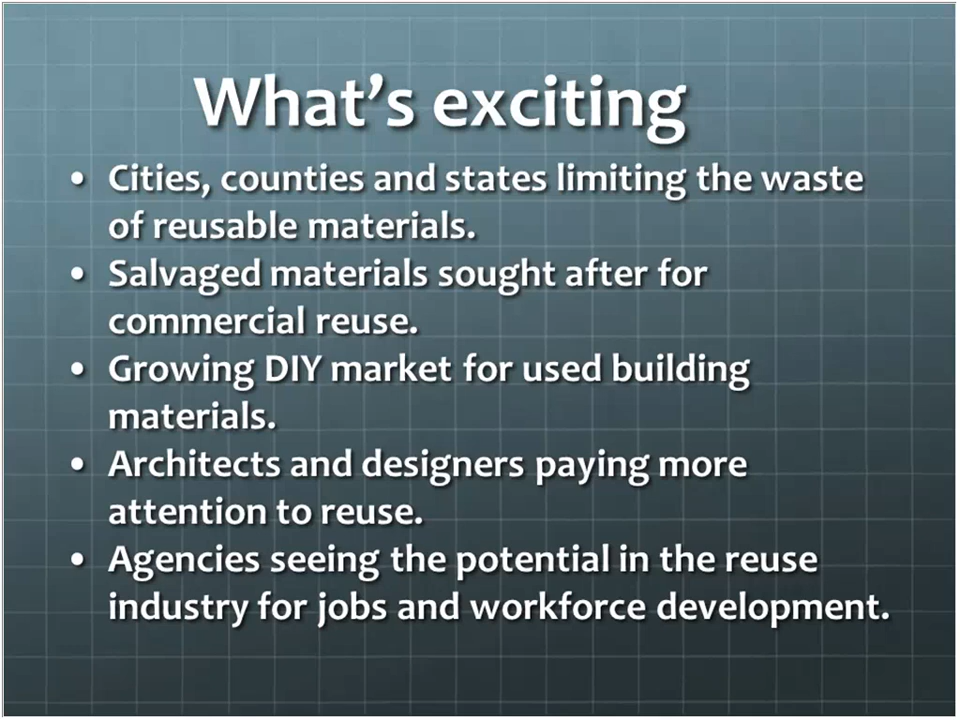 What’s exciting
• Cities, counties and states limiting the waste
of reusable materials.
• Salvaged materials sought after for
commercial reuse.
• Growing DIY market for used building
materials.
• Architects and designers paying more
attention to reuse.
• Agencies seeing the potential in the reuse
industry for jobs and workforce development.